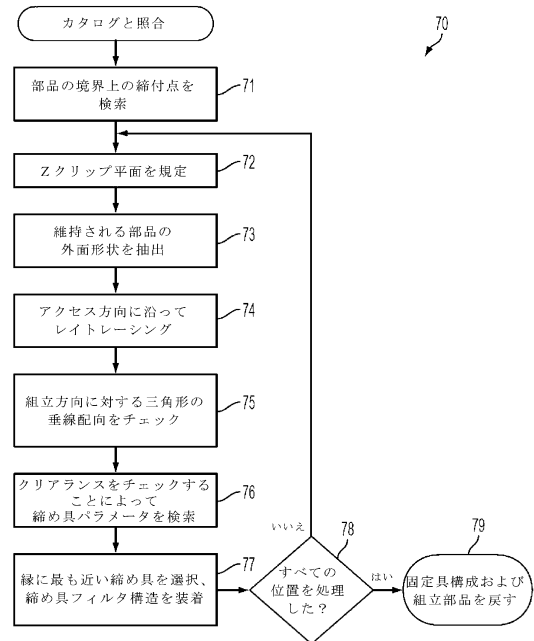 カタログと照合
70
部品の境界上の締付点を
検索
71
Zクリップ平面を規定
72
維持される部品の
外面形状を抽出
73
アクセス方向に沿って
レイトレーシング
74
組立方向に対する三角形の
垂線配向をチェック
75
クリアランスをチェックする
ことによって
締め具パラメータを検索
76
縁に最も近い締め具を選択、
締め具フィルタ構造を装着
77
いいえ
78
すべての
位置を処理
した?
はい
79
固定具構成および
組立部品を戻す